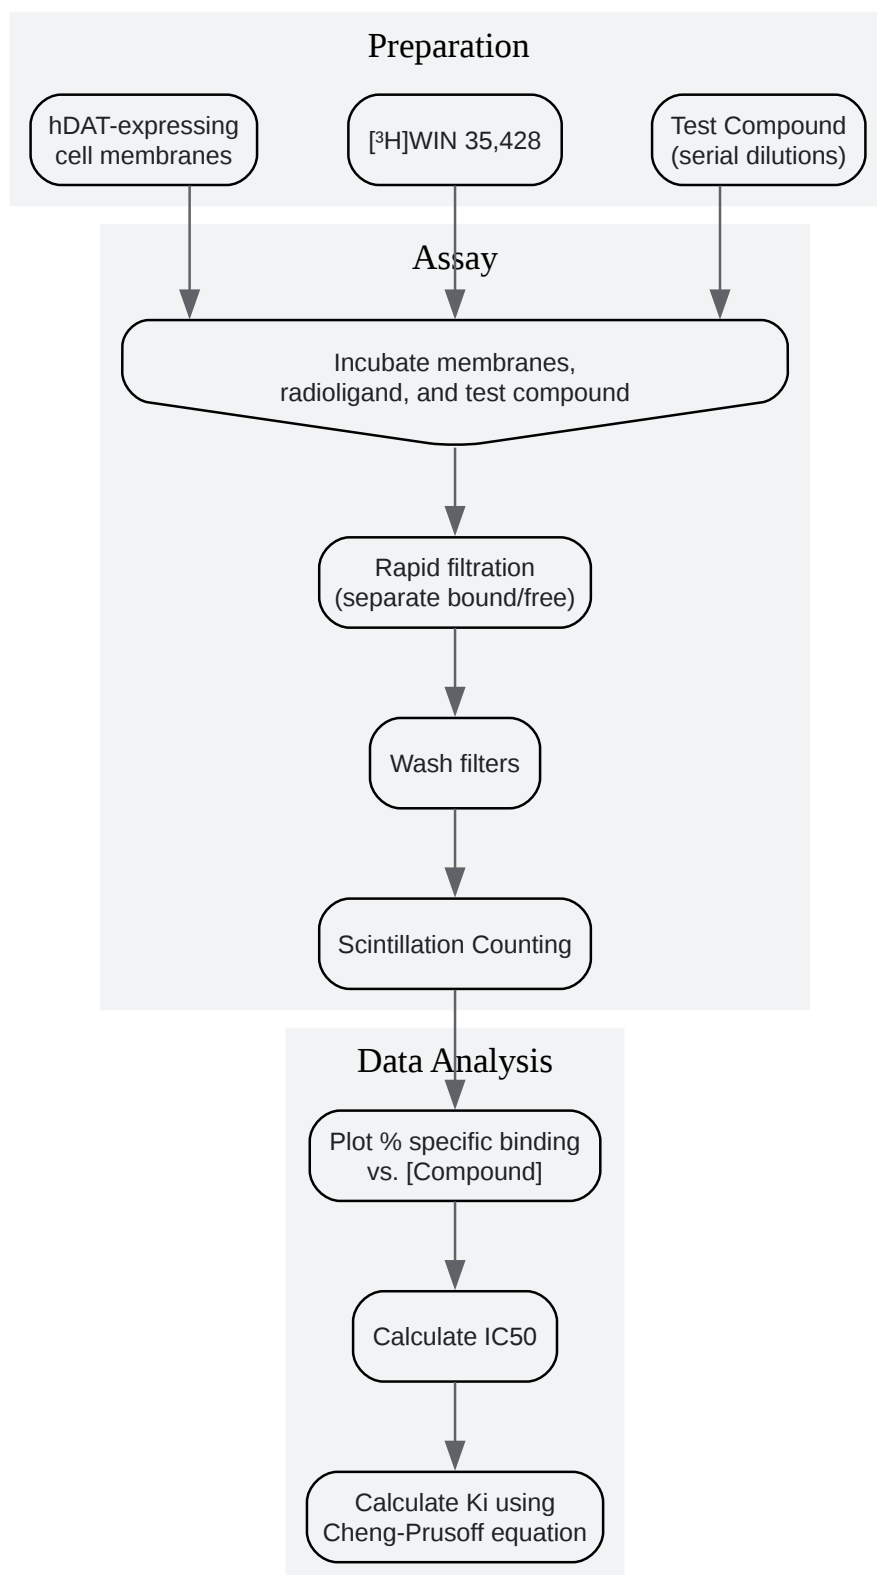 Preparation
hDAT-expressing
cell membranes
[³H]WIN 35,428
Test Compound
(serial dilutions)
Assay
Incubate membranes,
radioligand, and test compound
Rapid filtration
(separate bound/free)
Wash filters
Scintillation Counting
Data Analysis
Plot % specific binding
vs. [Compound]
Calculate IC50
Calculate Ki using
Cheng-Prusoff equation